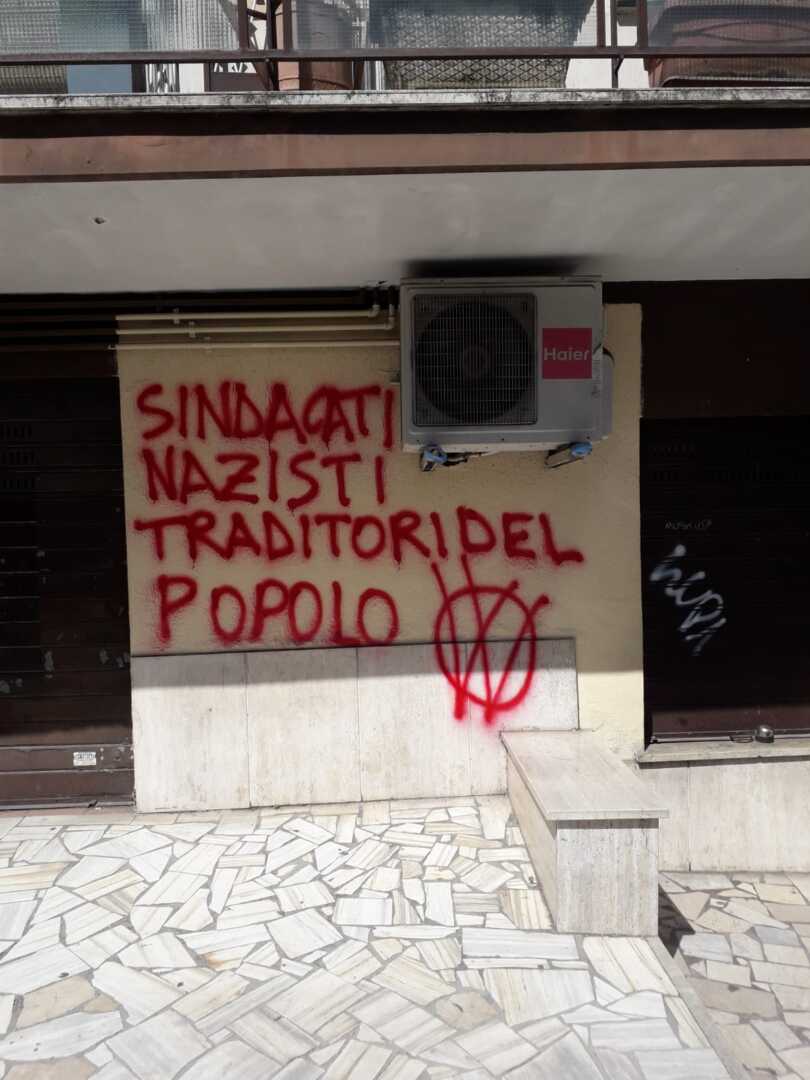 Haier
SINDACATI
NAZISTI
TRADITORI DEL
POPOLO